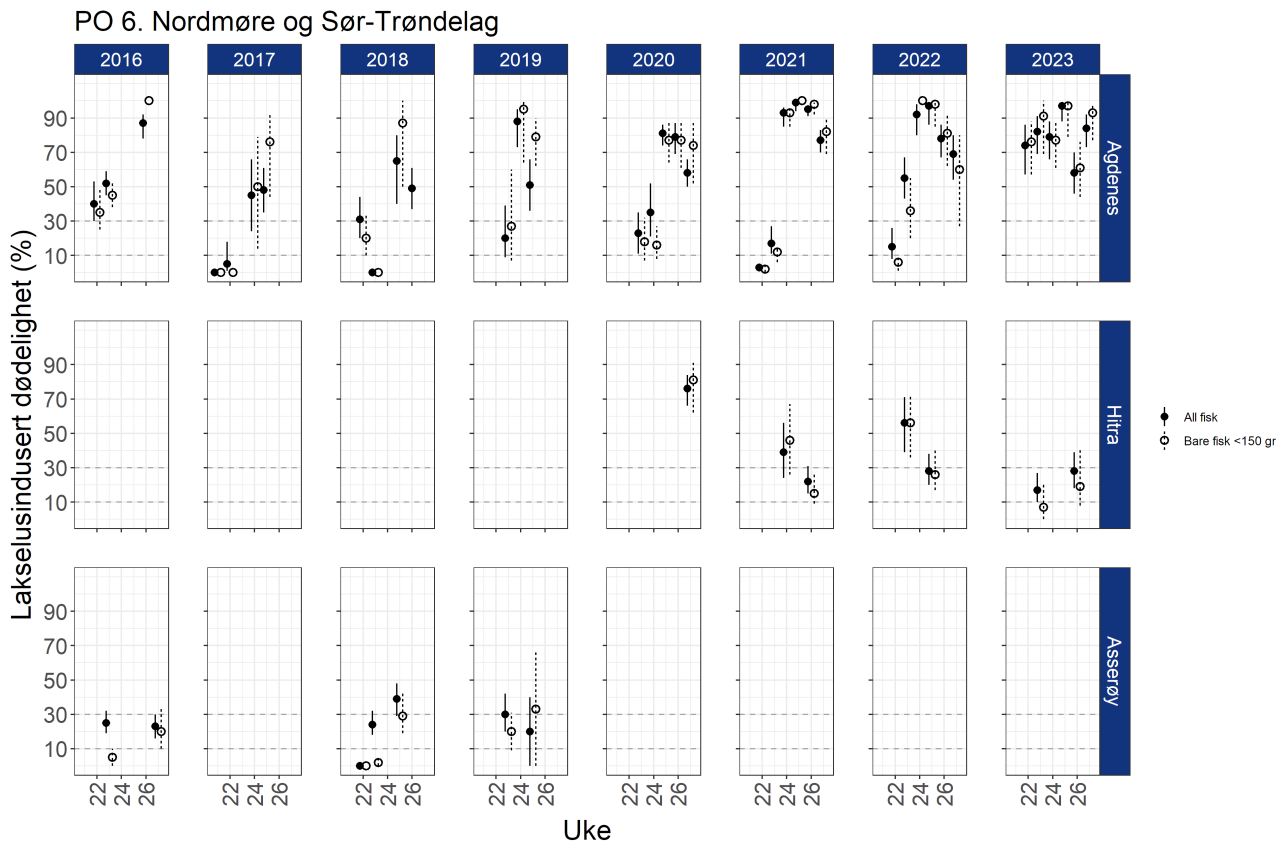 PO 6. Nordmøre og Sør-Trøndelag
2016 2017 2018 2019 2020 2021 2022 2023
Lakselusindusert dødelighet (%)
90
70
50
30
10
Agdenes
90
70
50
30
10
Hitra
All fisk
Bare fisk <150 gr
90
70
50
30
10
Asserøy
22 24 26 22 24 26 22 24 26 22 24 26 22 24 26 22 24 26 22 24 26 22 24 26
Uke